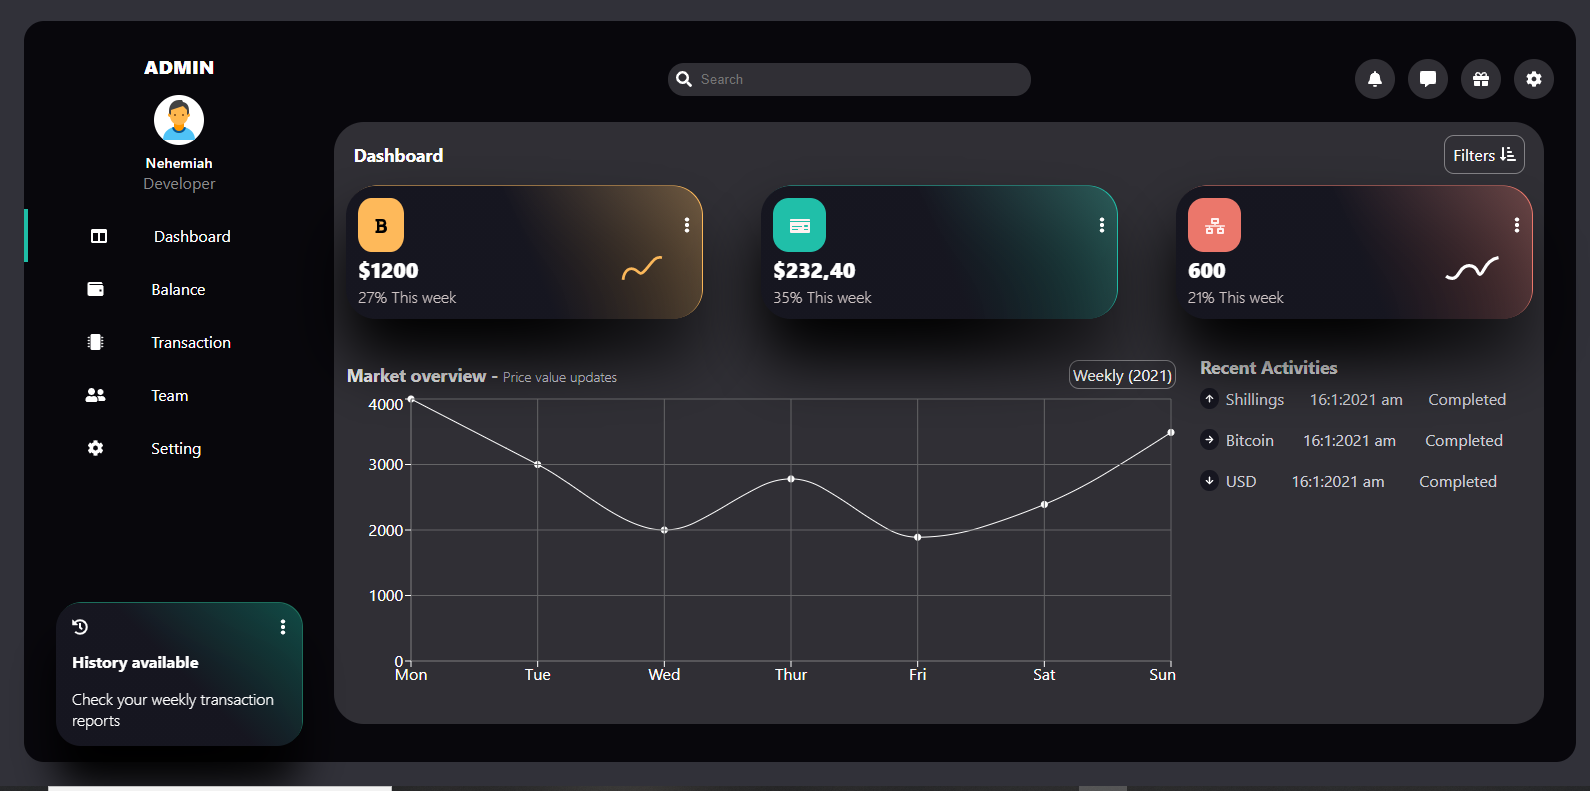 ADMIN
Search
Nehemiah
Developer
Dashboard
Balance
Transaction
Team
Setting
History available
Check your weekly transaction
reports
Dashboard
Filters
B
$1200
27% This week
$232,40
35% This week
600
21% This week
Market overview - Price value updates
Weekly (2021)
4000
3000
2000
1000
0
Mon Tue Wed Thur Fri Sat Sun
Recent Activities
Shillings 16:1:2021 am Completed
Bitcoin 16:1:2021 am Completed
USD 16:1:2021 am Completed